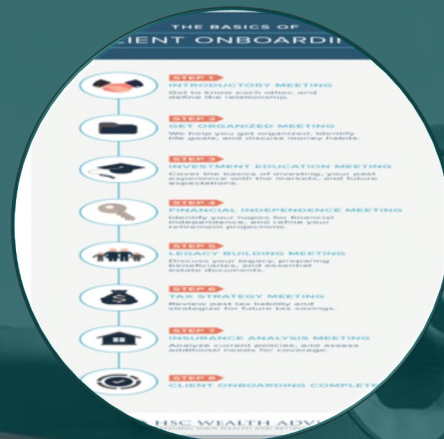 THE BASICS OF
CLIENT ONBOARDIN
STEP 1
INTRODUCTORY MEETING
Get to know each other, and
define the relationship.
STEP 2
GET ORGANIZED MEETING
We help you get organized, identify
life goals, and discuss money habits.
STEP 3
INVESTMENT EDUCATION MEETING
Cover the basics of investing, your past
experience with the markets, and future
expectations.
STEP 4
FINANCIAL INDEPENDENCE MEETING
Identify your hopes for financial
independence, and refine your
retirement projections.
STEP 5
LEGACY BUILDING MEETING
Discuss your legacy, preparing
beneficiaries, and essential
estate documents.
STEP 6
TAX STRATEGY MEETING
Review past tax liability and
strategize for future tax savings.
STEP 7
INSURANCE ANALYSIS MEETING
Analyze current policies, and assess
additional needs for coverage.
STEP 8
CLIENT ONBOARDING COMPLETE
HSC WEALTH ADV